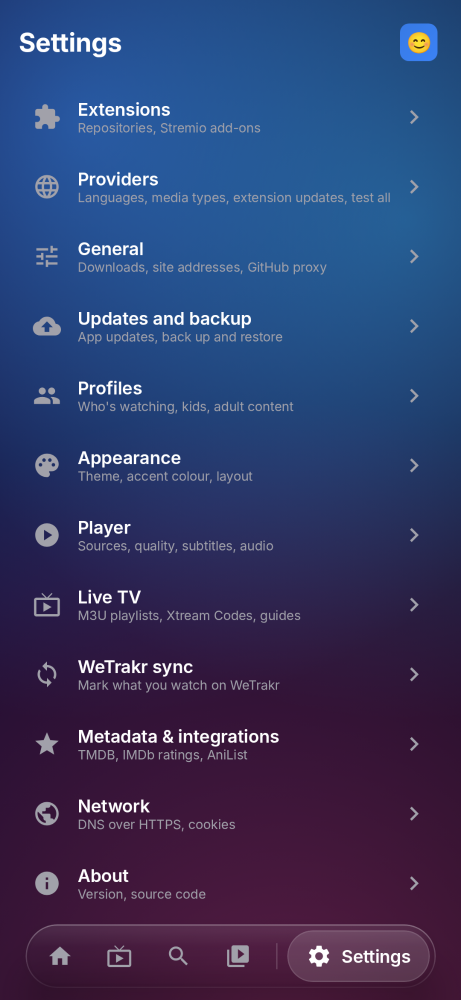 Settings
Extensions
Repositories, Stremio add-ons
Providers
Languages, media types, extension updates, test all
General
Downloads, site addresses, GitHub proxy
Updates and backup
App updates, back up and restore
Profiles
Who's watching, kids, adult content
Appearance
Theme, accent colour, layout
Player
Sources, quality, subtitles, audio
Live TV
M3U playlists, Xtream Codes, guides
WeTrakr sync
Mark what you watch on WeTrakr
Metadata & integrations
TMDB, IMDb ratings, AniList
Network
DNS over HTTPS, cookies
About
Version, source code
Settings